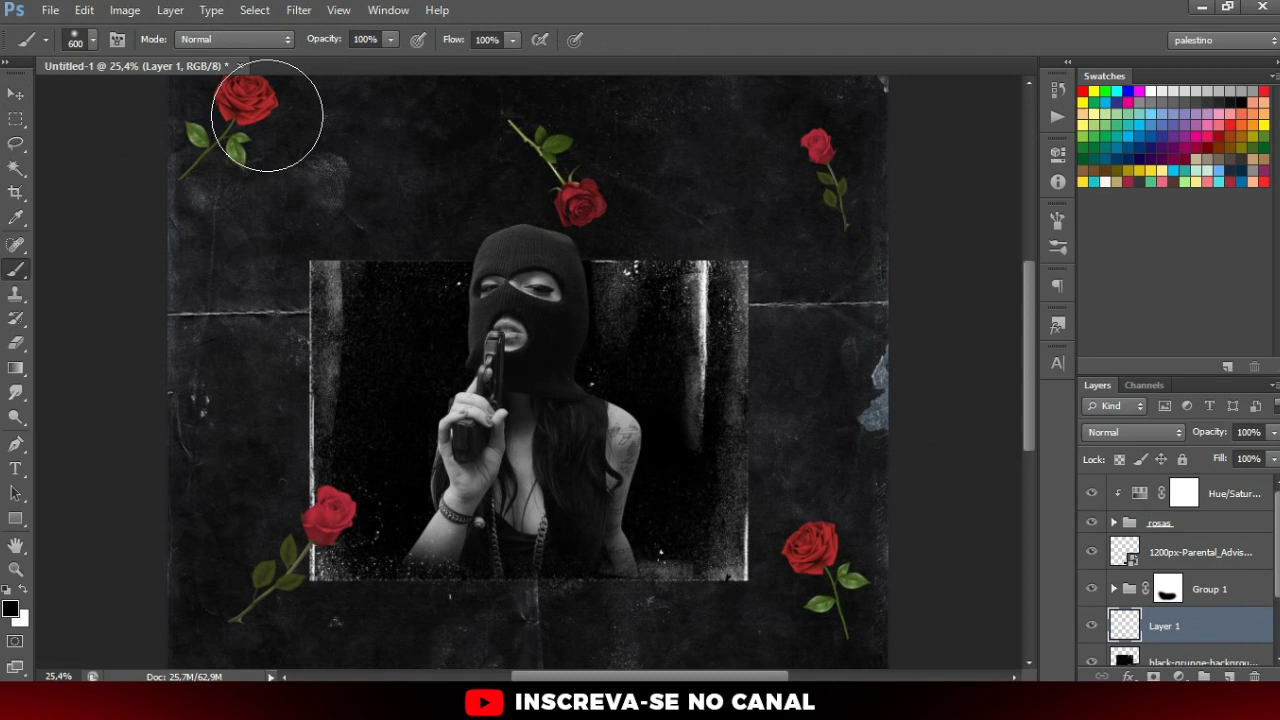 Ps File Edit Image Layer Type Select Filter View Window Help
600 Mode: Normal Opacity: 100% Flow: 100% palestino
Untitled-1 @ 25,4% (Layer 1, RGB/8) *
Swatches
Layers Channels
Kind
Normal Opacity: 100%
Lock: Fill: 100%
Hue/Satur...
rosas
1200px-Parental_Advis...
Group 1
Layer 1
black-grunge-backgrou...
25,4% Doc: 25,7M/62,9M
INSCREVA-SE NO CANAL